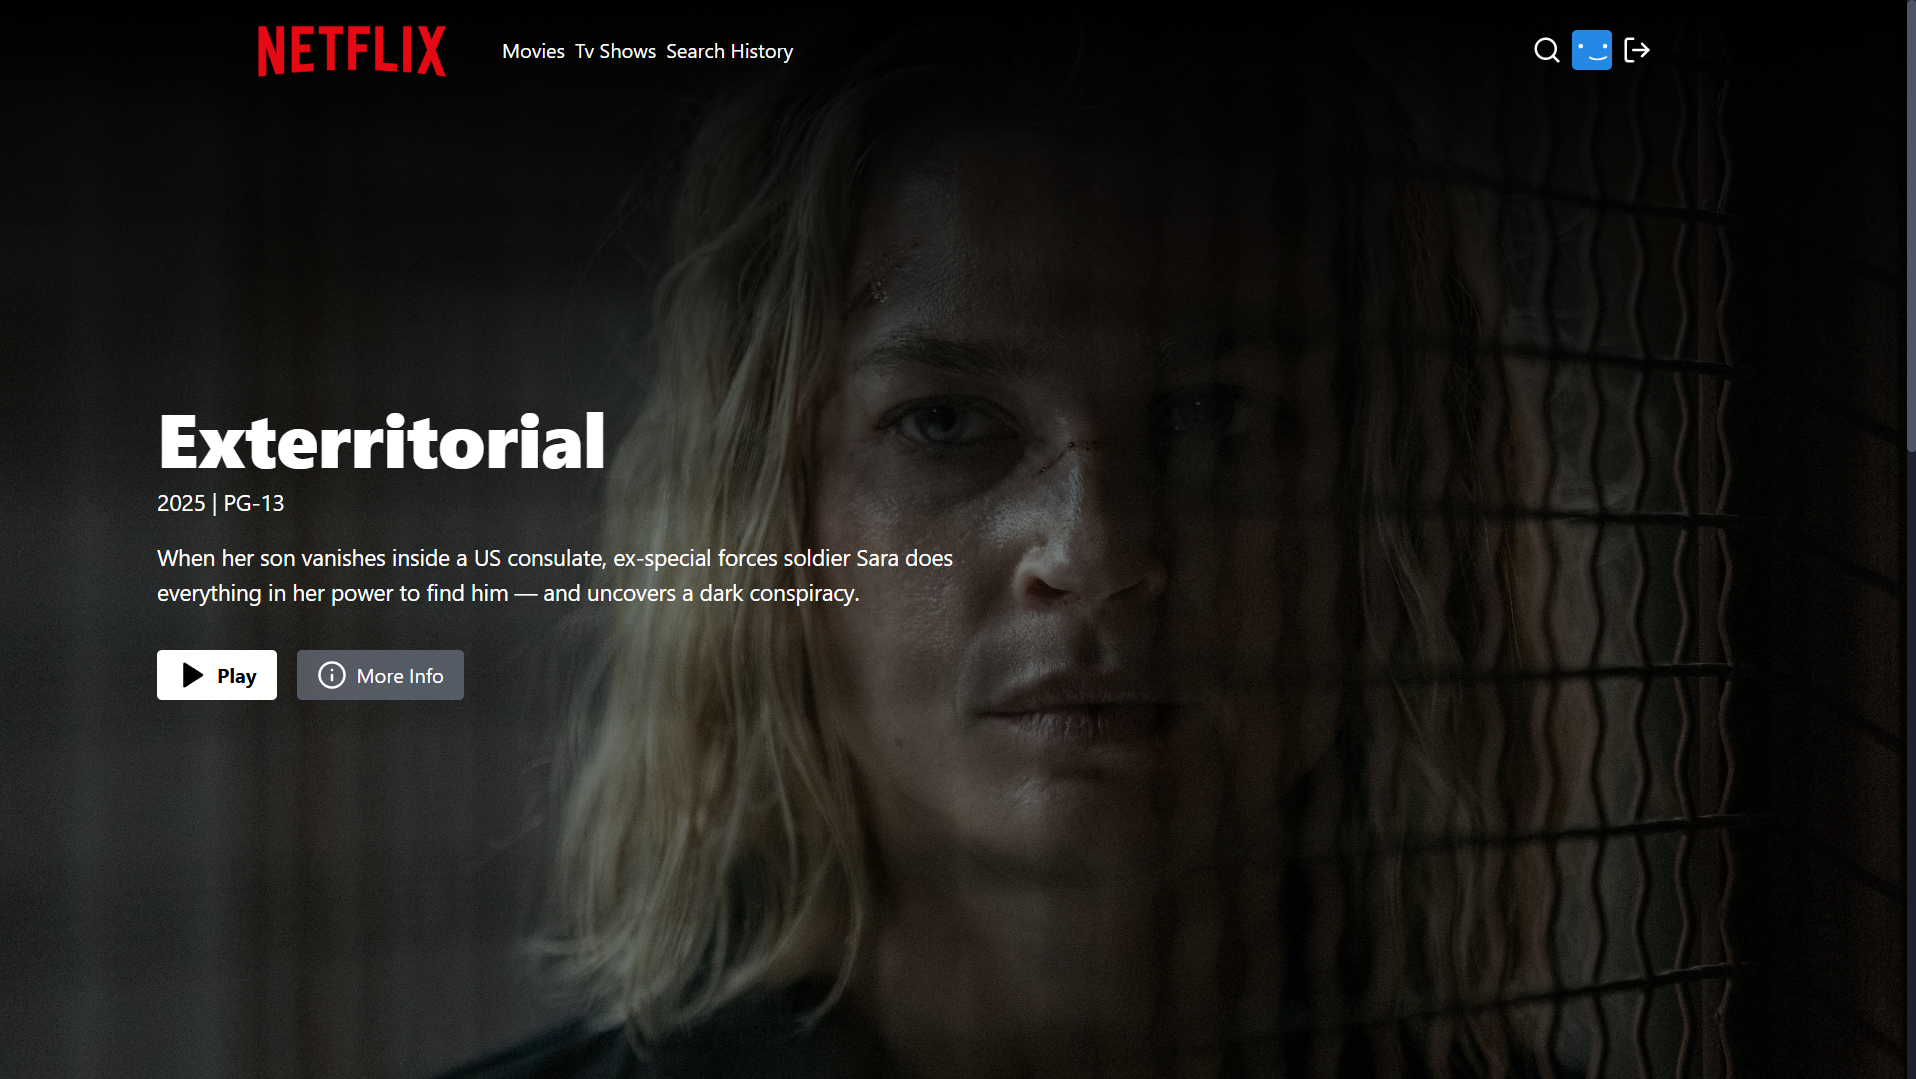 NETFLIX
Movies Tv Shows Search History
Exterritorial
2025 | PG-13
When her son vanishes inside a US consulate, ex-special forces soldier Sara does
everything in her power to find him — and uncovers a dark conspiracy.
Play
More Info